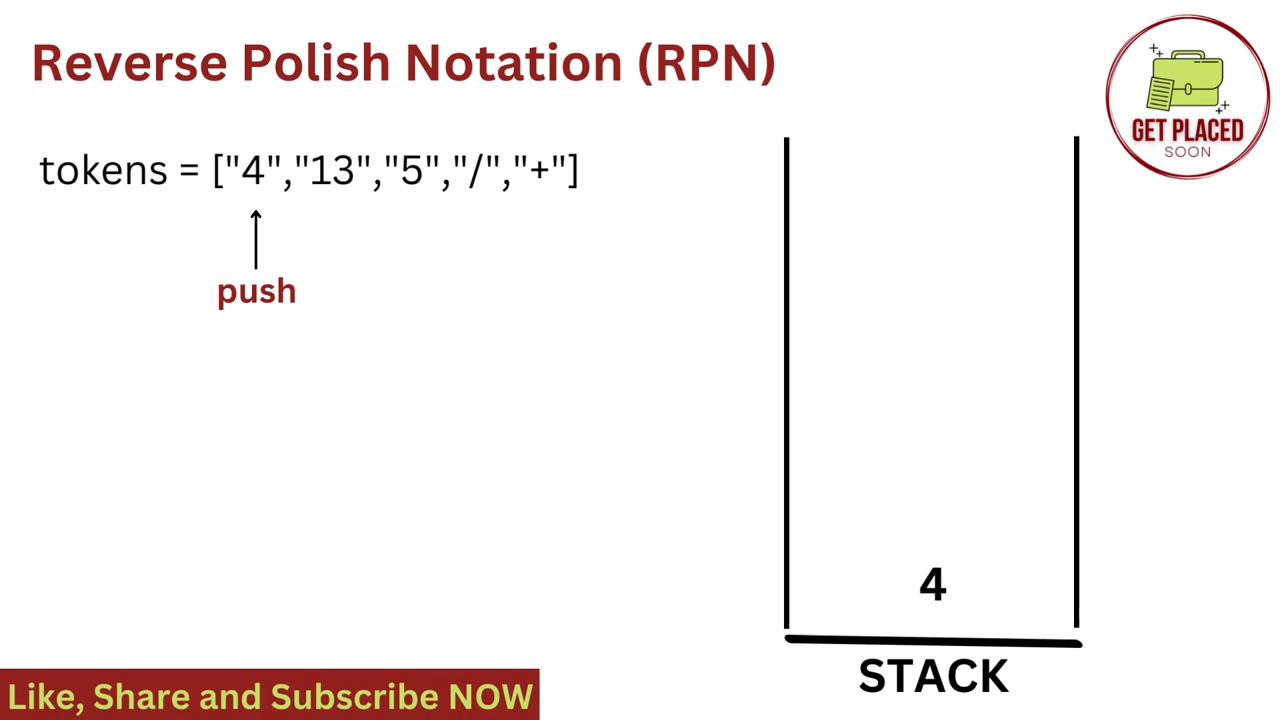 Reverse Polish Notation (RPN)
GET PLACED
SOON
tokens = ["4","13","5","/","+"]
push
4
STACK
Like, Share and Subscribe NOW